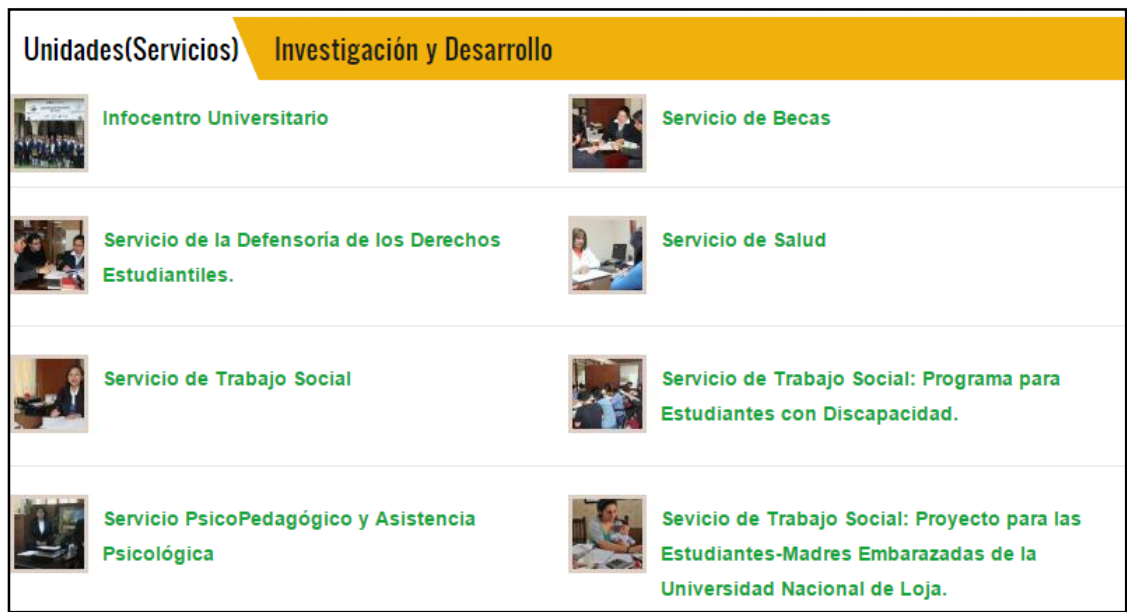 Unidades(Servicios)
Investigación y Desarrollo
Infocentro Universitario
Servicio de Becas
Servicio de la Defensoría de los Derechos
Estudiantiles.
Servicio de Salud
Servicio de Trabajo Social
Servicio de Trabajo Social: Programa para
Estudiantes con Discapacidad.
Servicio PsicoPedagógico y Asistencia
Psicológica
Sevicio de Trabajo Social: Proyecto para las
Estudiantes-Madres Embarazadas de la
Universidad Nacional de Loja.